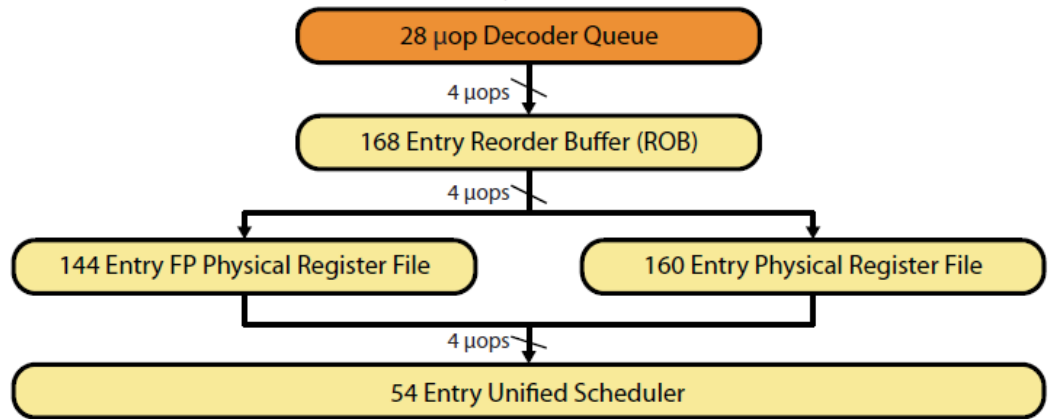 28 μop Decoder Queue
4 μops
168 Entry Reorder Buffer (ROB)
4 μops
144 Entry FP Physical Register File
160 Entry Physical Register File
4 μops
54 Entry Unified Scheduler